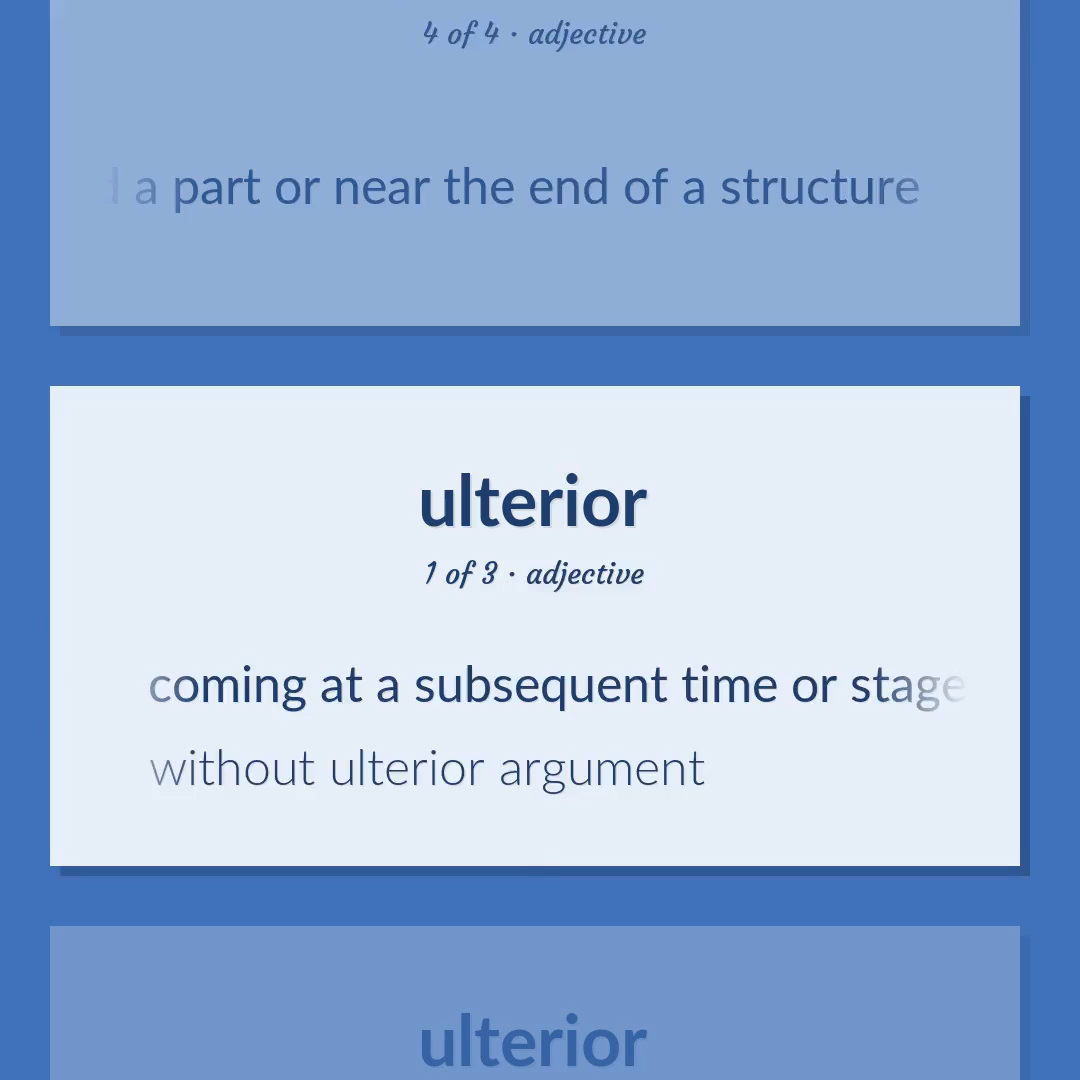 4 of 4 · adjective
a part or near the end of a structure
ulterior
1 of 3 · adjective
coming at a subsequent time or stage
without ulterior argument
ulterior